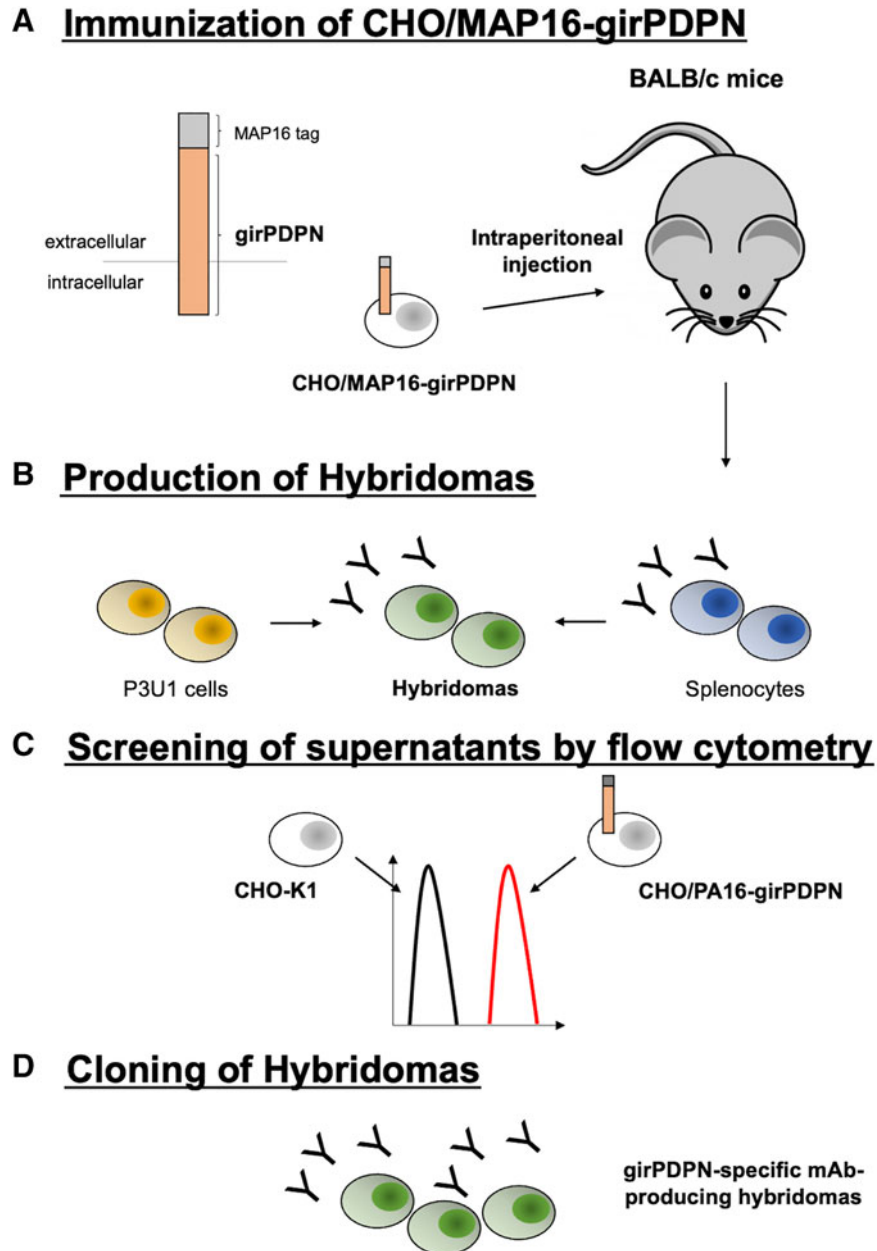 A Immunization of CHO/MAP16-girPDPN
BALB/c mice
MAP16 tag
girPDPN
extracellular
intracellular
Intraperitoneal
injection
CHO/MAP16-girPDPN
B Production of Hybridomas
P3U1 cells
Hybridomas
Splenocytes
C Screening of supernatants by flow cytometry
CHO-K1
CHO/PA16-girPDPN
D Cloning of Hybridomas
girPDPN-specific mAb-
producing hybridomas